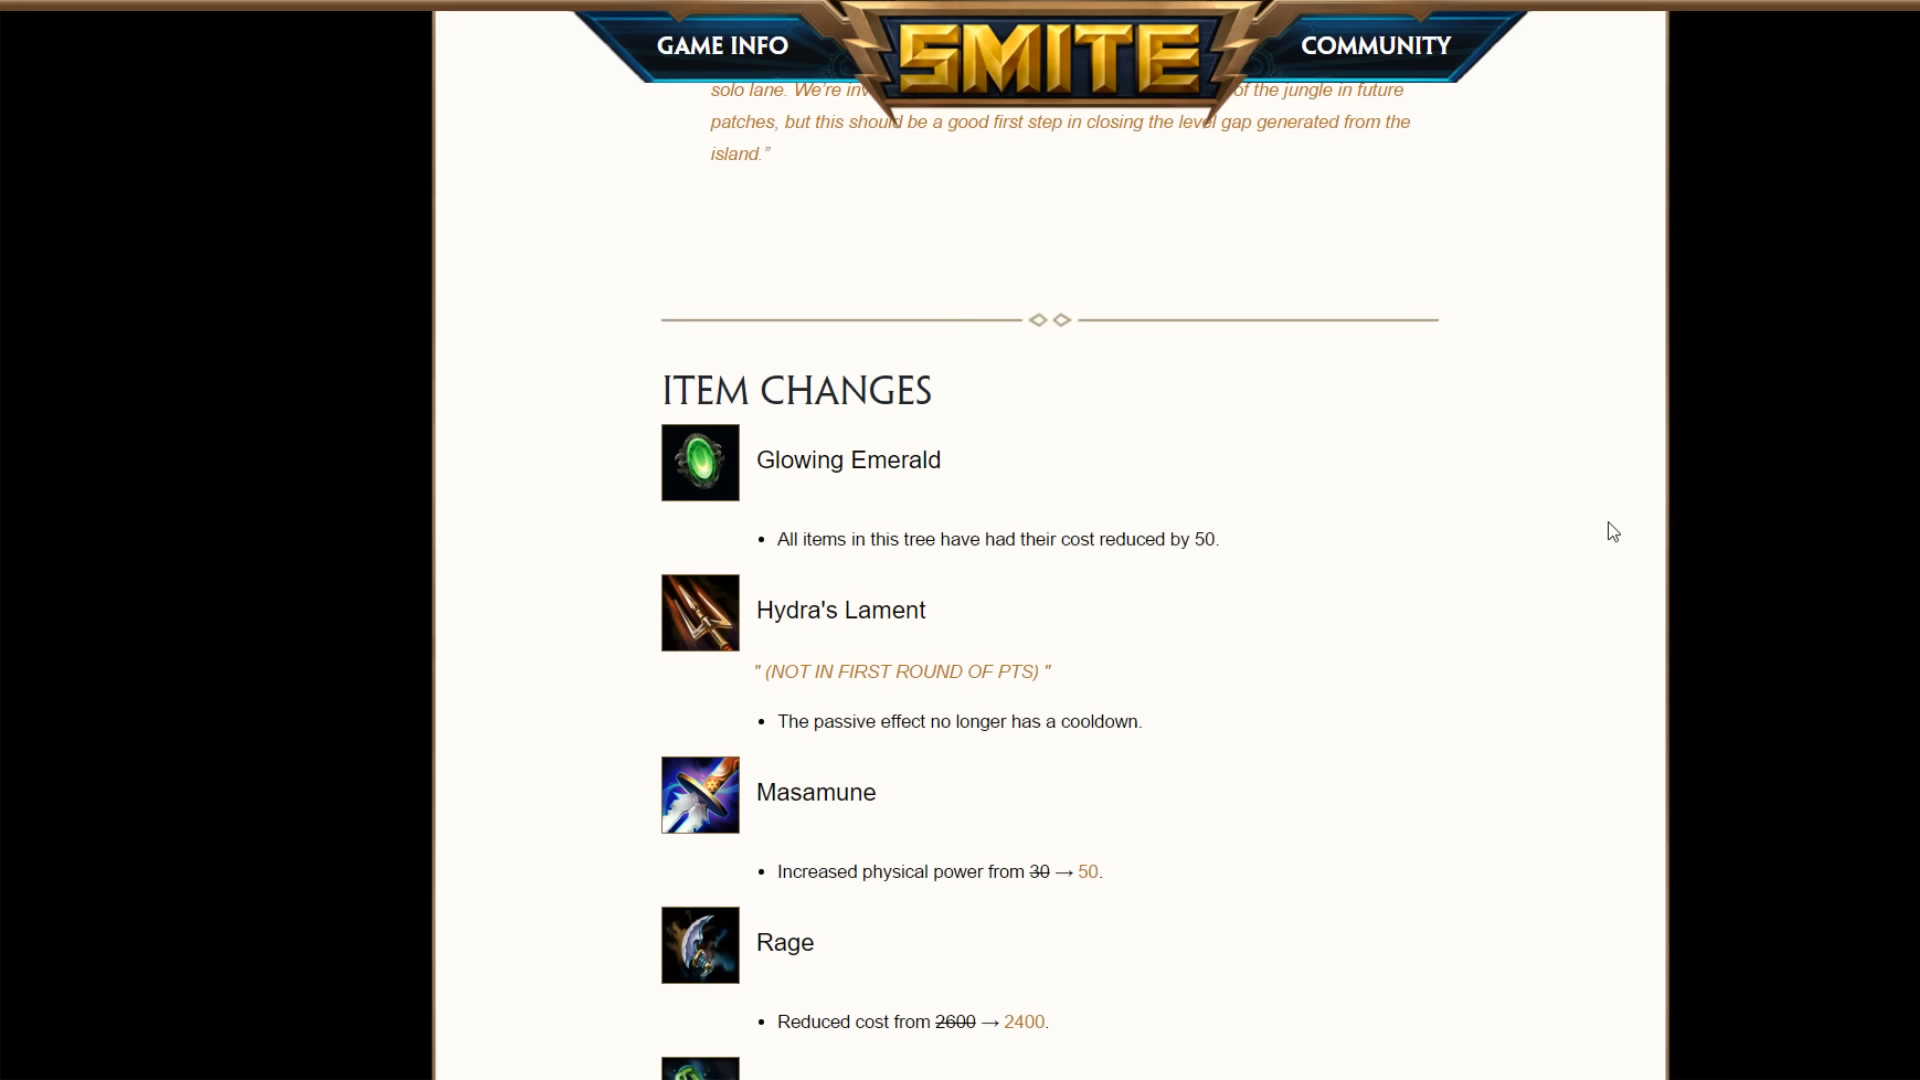 GAME INFO
SMITE
COMMUNITY
solo lane. We're inv of the jungle in future
patches, but this should be a good first step in closing the level gap generated from the
island.”
ITEM CHANGES
Glowing Emerald
• All items in this tree have had their cost reduced by 50.
Hydra's Lament
" (NOT IN FIRST ROUND OF PTS) "
• The passive effect no longer has a cooldown.
Masamune
• Increased physical power from 30 → 50.
Rage
• Reduced cost from 2600 → 2400.